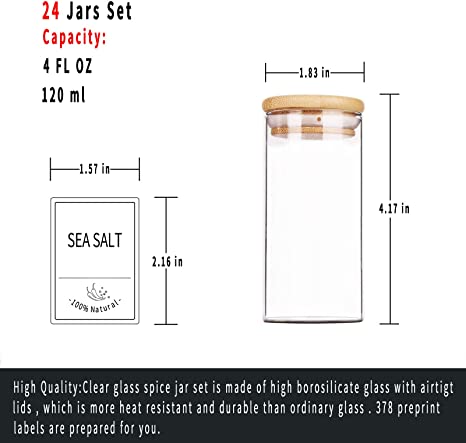 24 Jars Set
Capacity:
4 FL OZ
120 ml
1.83 in
1.57 in
4.17 in
SEA SALT
2.16 in
-100% Natural-
High Quality:Clear glass spice jar set is made of high borosilicate glass with airtigt
lids , which is more heat resistant and durable than ordinary glass . 378 preprint
labels are prepared for you.